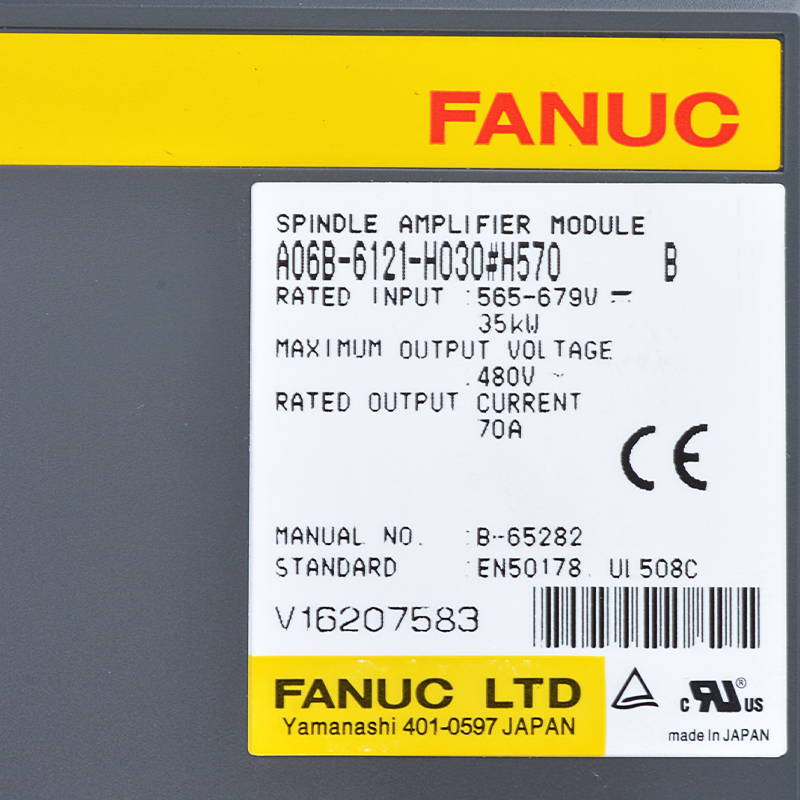 FANUC
SPINDLE AMPLIFIER MODULE
A06B-6121-H030#H570 B
RATED INPUT :565-679V ⎓
35kW
MAXIMUM OUTPUT VOLTAGE
:480V ~
RATED OUTPUT CURRENT
70A
CE
MANUAL NO. :B-65282
STANDARD :EN50178, UL508C
V16207583
FANUC LTD
Yamanashi 401-0597 JAPAN
c RU ® US
made In JAPAN